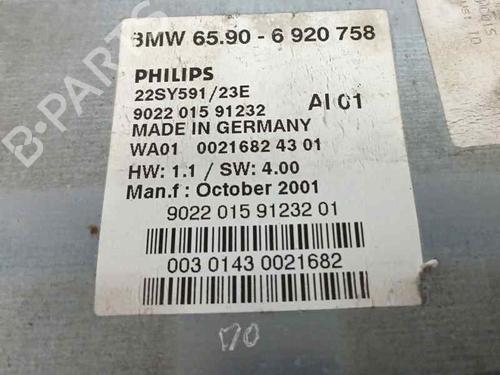 BMW 65.90 - 6 920 758
PHILIPS
22SY591/23E
9022 015 91232
AI 01
MADE IN GERMANY
WA01 0021682 43 01
HW: 1.1 / SW: 4.00
Man.f : October 2001
9022 015 91232 01
003 0143 0021682
170
B-PARTS